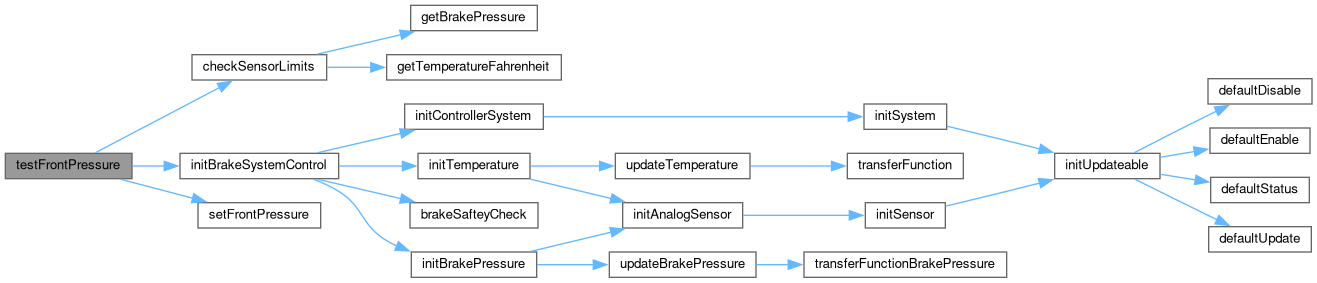 getBrakePressure
checkSensorLimits
getTemperatureFahrenheit
defaultDisable
initControllerSystem
initSystem
defaultEnable
testFrontPressure
initBrakeSystemControl
initTemperature
updateTemperature
transferFunction
initUpdateable
defaultStatus
setFrontPressure
brakeSafteyCheck
initAnalogSensor
initSensor
defaultUpdate
initBrakePressure
updateBrakePressure
transferFunctionBrakePressure